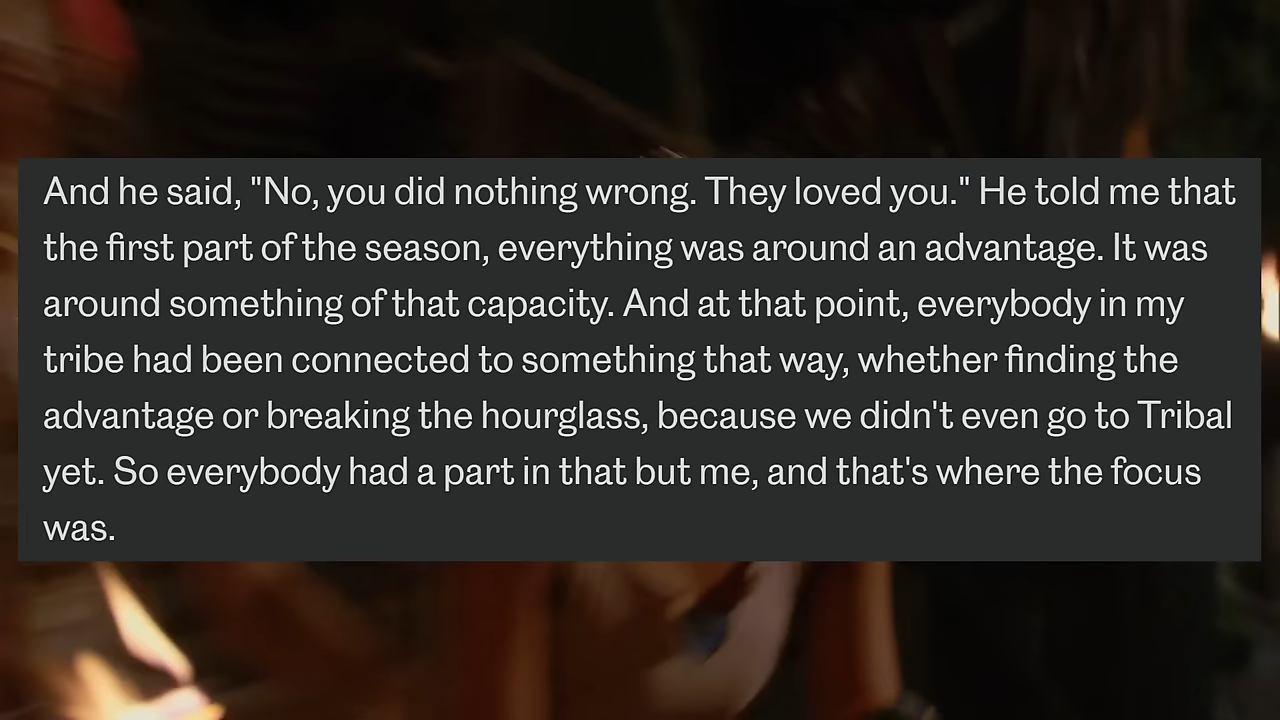 And he said, "No, you did nothing wrong. They loved you." He told me that
the first part of the season, everything was around an advantage. It was
around something of that capacity. And at that point, everybody in my
tribe had been connected to something that way, whether finding the
advantage or breaking the hourglass, because we didn't even go to Tribal
yet. So everybody had a part in that but me, and that's where the focus
was.